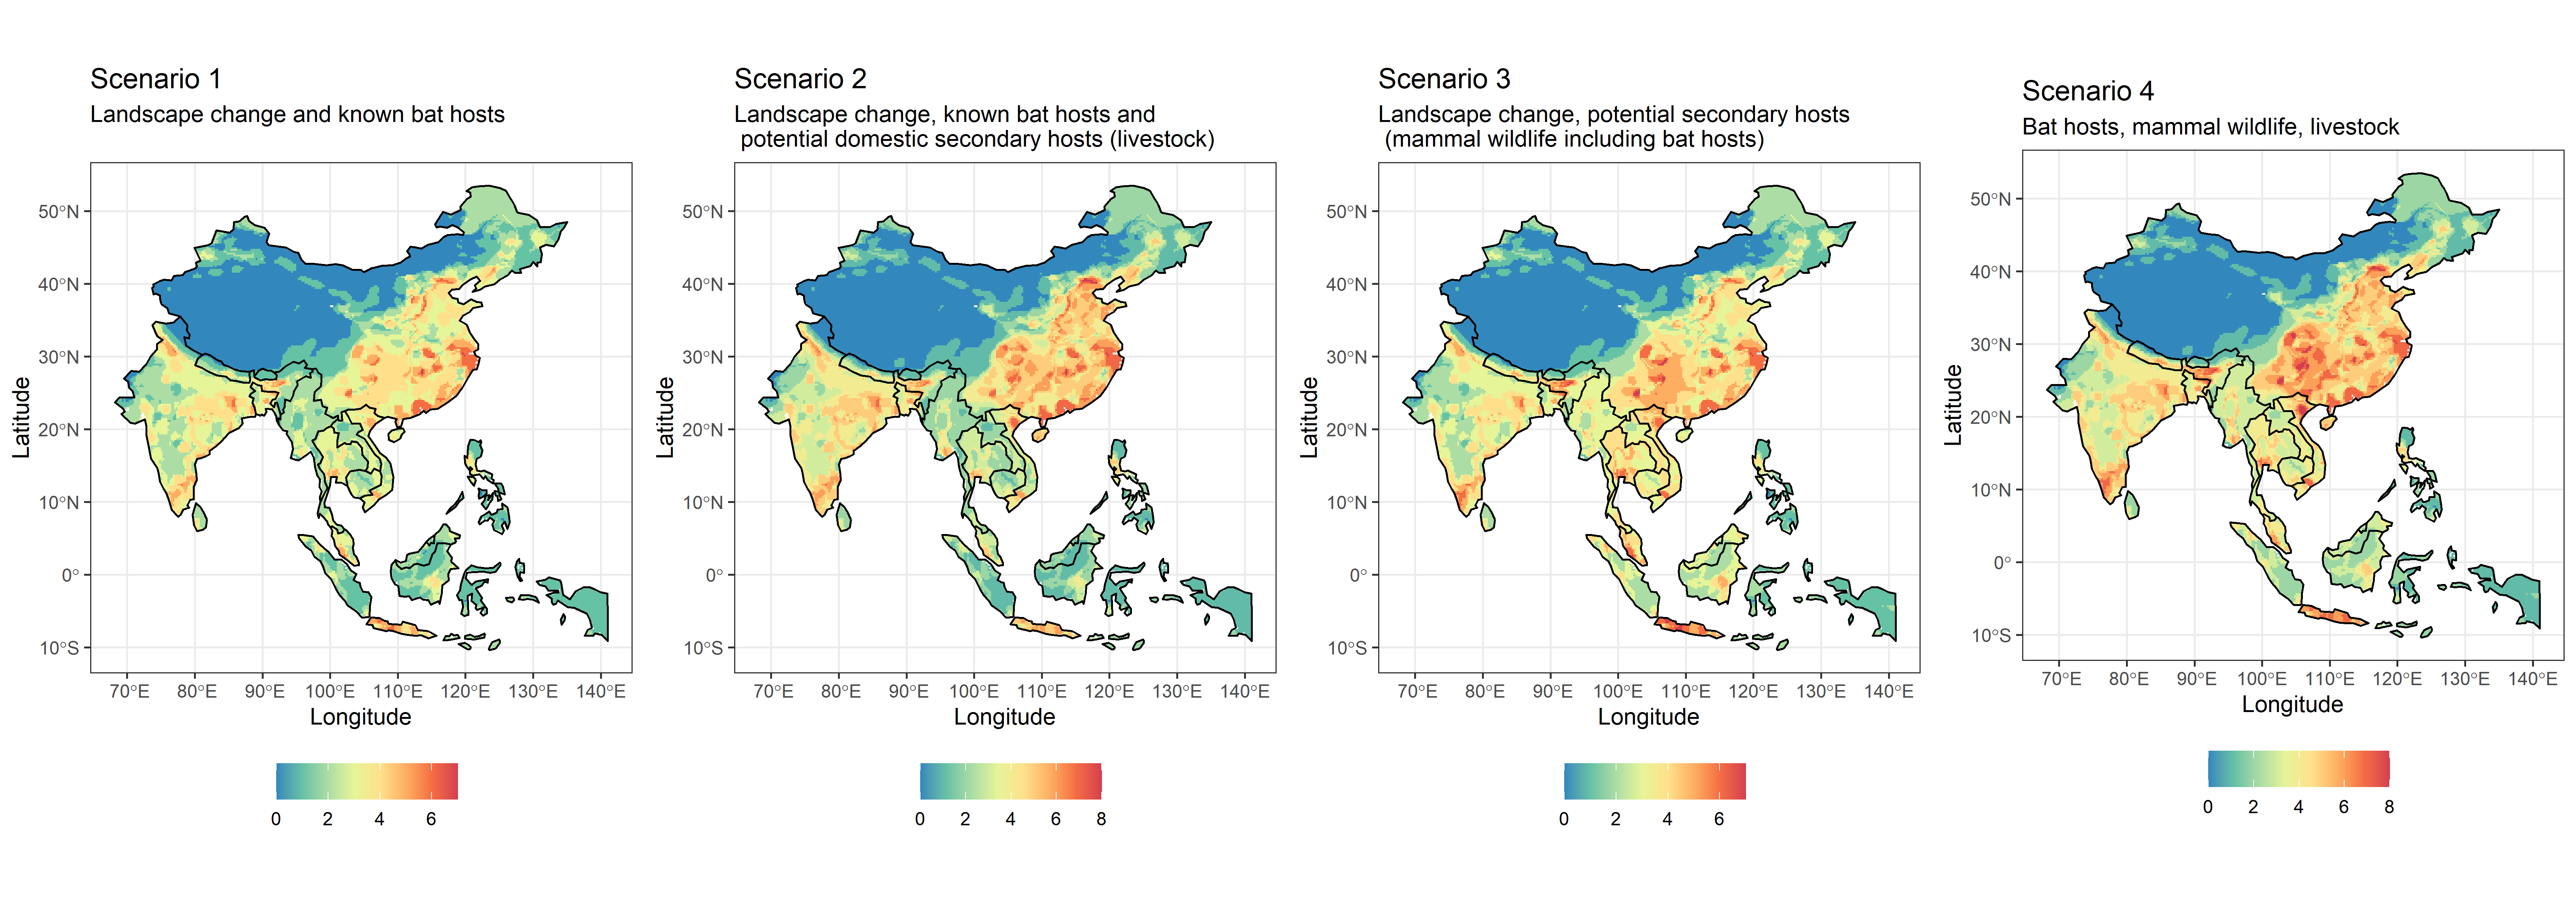 Scenario 1
Landscape change and known bat hosts
Latitude
50°N
40°N
30°N
20°N
10°N
0°
10°S
70°E 80°E 90°E 100°E 110°E 120°E 130°E 140°E
Longitude
0 2 4 6
Scenario 2
Landscape change, known bat hosts and
potential domestic secondary hosts (livestock)
Latitude
50°N
40°N
30°N
20°N
10°N
0°
10°S
70°E 80°E 90°E 100°E 110°E 120°E 130°E 140°E
Longitude
0 2 4 6 8
Scenario 3
Landscape change, potential secondary hosts
(mammal wildlife including bat hosts)
Latitude
50°N
40°N
30°N
20°N
10°N
0°
10°S
70°E 80°E 90°E 100°E 110°E 120°E 130°E 140°E
Longitude
0 2 4 6
Scenario 4
Bat hosts, mammal wildlife, livestock
Latitude
50°N
40°N
30°N
20°N
10°N
0°
10°S
70°E 80°E 90°E 100°E 110°E 120°E 130°E 140°E
Longitude
0 2 4 6 8